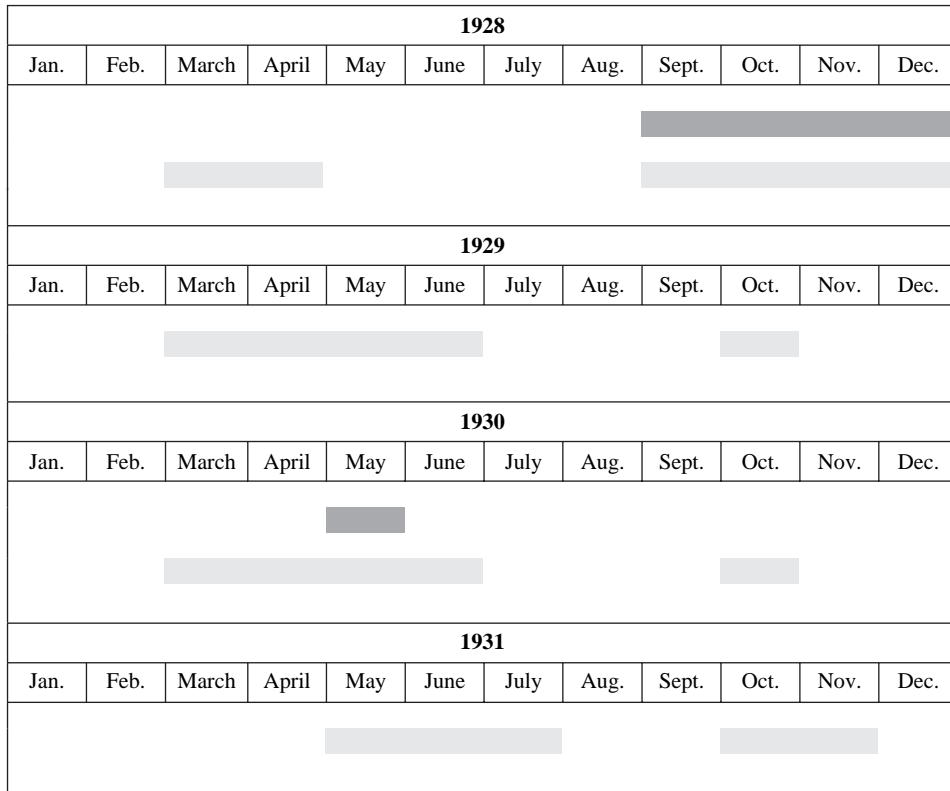 1928
Jan. Feb. March April May June July Aug. Sept. Oct. Nov. Dec.
1929
Jan. Feb. March April May June July Aug. Sept. Oct. Nov. Dec.
1930
Jan. Feb. March April May June July Aug. Sept. Oct. Nov. Dec.
1931
Jan. Feb. March April May June July Aug. Sept. Oct. Nov. Dec.